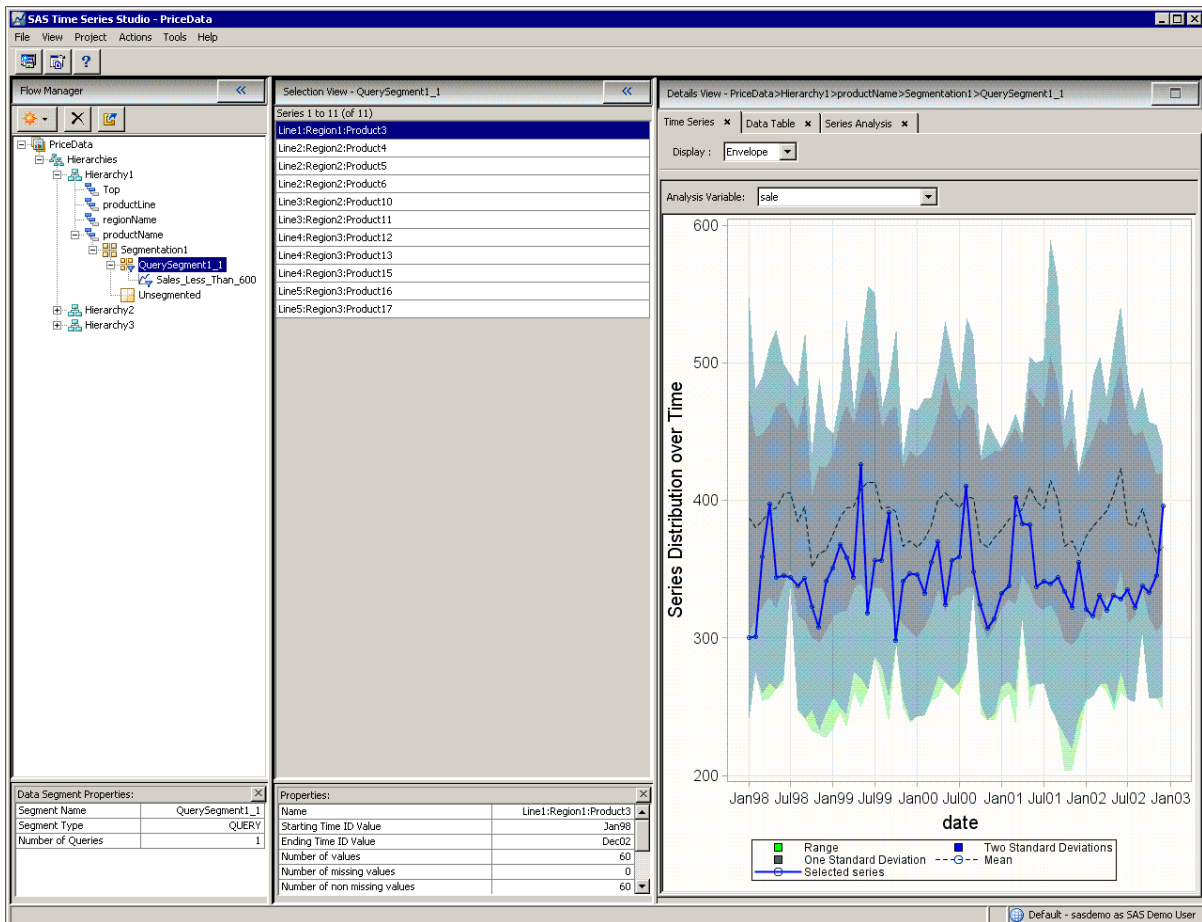 SAS Time Series Studio - PriceData
File View Project Actions Tools Help
Flow Manager
PriceData
Hierarchies
Hierarchy1
Top
productLine
regionName
productName
Segmentation1
QuerySegment1_1
Sales_Less_Than_600
Unsegmented
Hierarchy2
Hierarchy3
Data Segment Properties:
Segment Name QuerySegment1_1
Segment Type QUERY
Number of Queries 1
Selection View - QuerySegment1_1
Series 1 to 11 (of 11)
Line1:Region1:Product3
Line2:Region2:Product4
Line2:Region2:Product5
Line2:Region2:Product6
Line3:Region2:Product10
Line3:Region2:Product11
Line4:Region3:Product12
Line4:Region3:Product13
Line4:Region3:Product15
Line5:Region3:Product16
Line5:Region3:Product17
Properties:
Name Line1:Region1:Product3
Starting Time ID Value Jan98
Ending Time ID Value Dec02
Number of values 60
Number of missing values 0
Number of non missing values 60
Details View - PriceData>Hierarchy1>productName>Segmentation1>QuerySegment1_1
Time Series Data Table Series Analysis
Display : Envelope
Analysis Variable: sale
Series Distribution over Time
600
500
400
300
200
Jan98 Jul98 Jan99 Jul99 Jan00 Jul00 Jan01 Jul01 Jan02 Jul02 Jan03
date
Range Two Standard Deviations
One Standard Deviation Mean
Selected series
Default - sasdemo as SAS Demo User